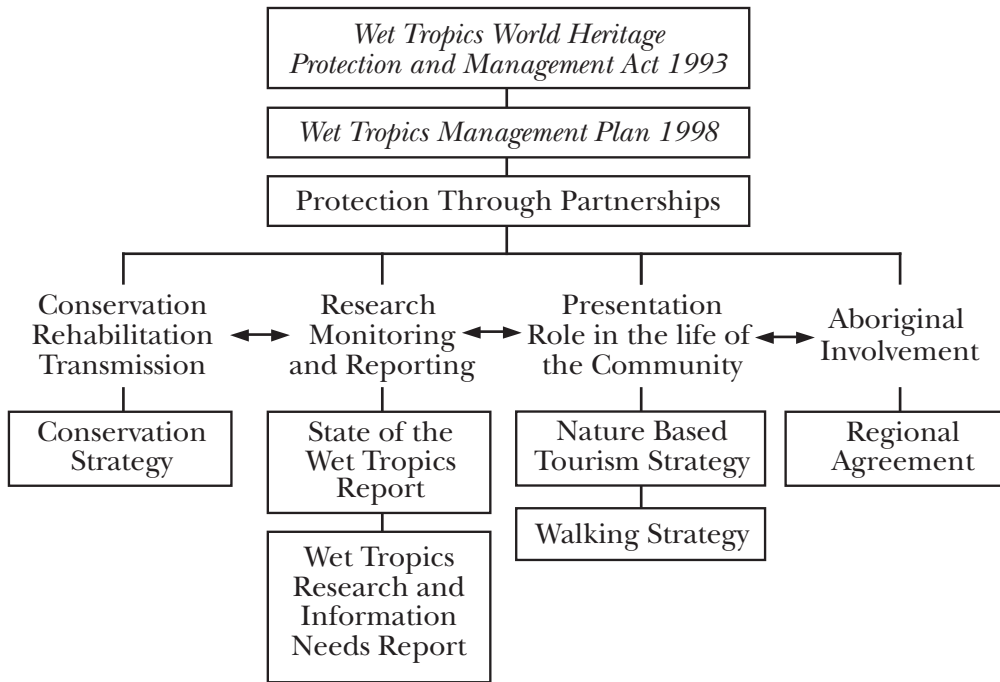 Wet Tropics World Heritage
Protection and Management Act 1993
Wet Tropics Management Plan 1998
Protection Through Partnerships
Conservation
Rehabilitation
Transmission
Research
Monitoring
and Reporting
Presentation
Role in the life of
the Community
Aboriginal
Involvement
Conservation
Strategy
State of the
Wet Tropics
Report
Nature Based
Tourism Strategy
Regional
Agreement
Walking Strategy
Wet Tropics
Research and
Information
Needs Report